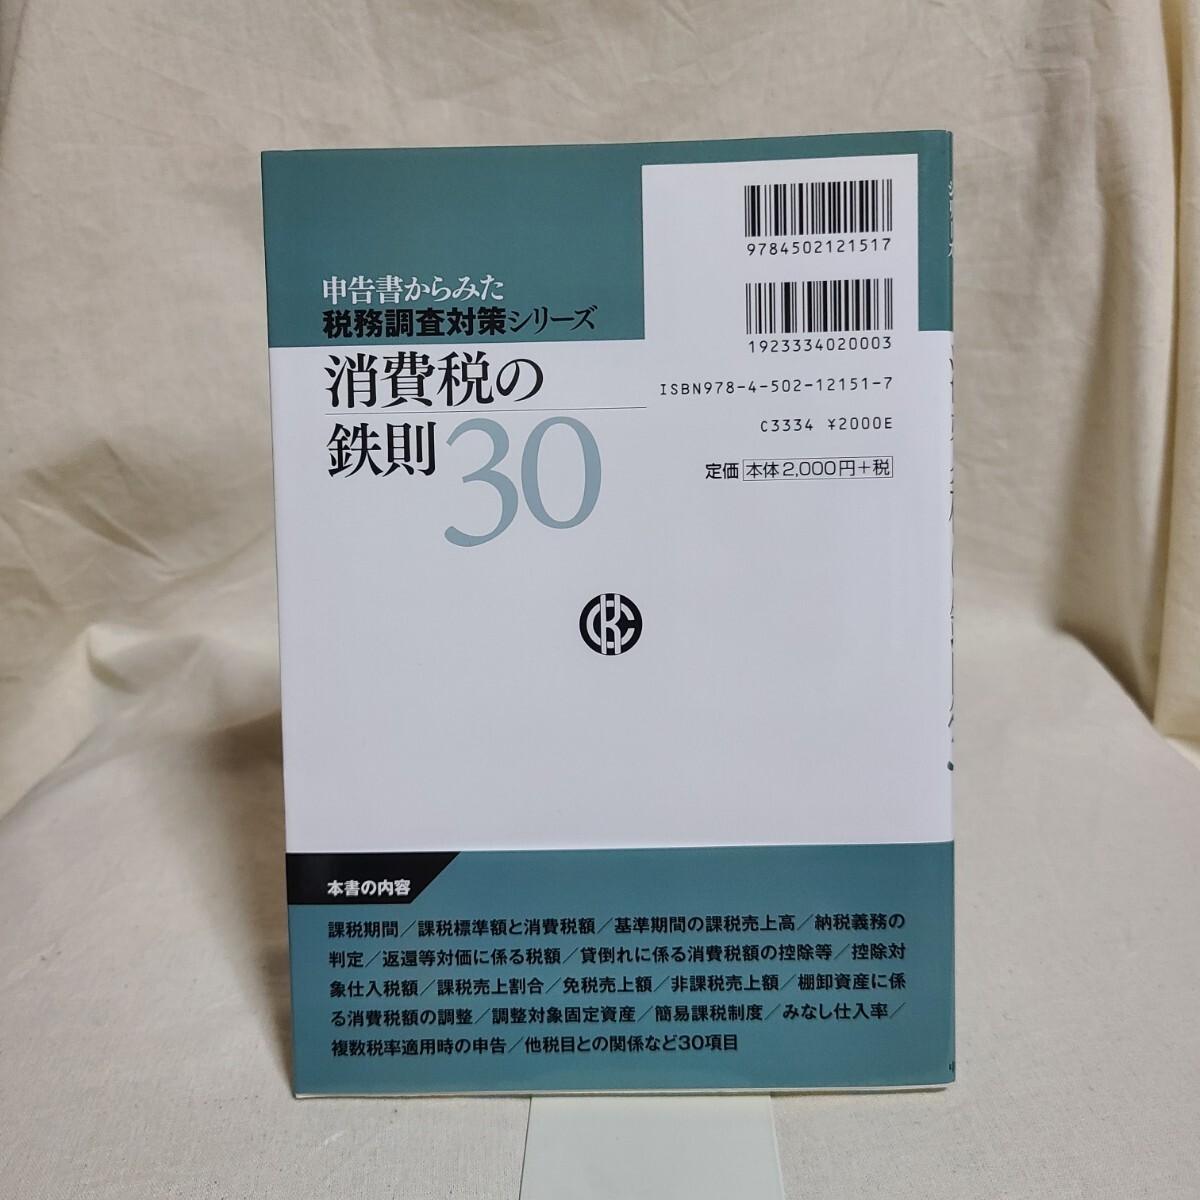 申告書からみた
税務調査対策シリーズ
消費税の
鉄則30
9784502121517
1923334020003
ISBN978-4-502-12151-7
C3334 ¥2000E
定価 本体2,000円+税
本書の内容
課税期間/課税標準額と消費税額/基準期間の課税売上高/納税義務の
判定/返還等対価に係る税額/貸倒れに係る消費税額の控除等/控除対
象仕入税額/課税売上割合/免税売上額/非課税売上額/棚卸資産に係
る消費税額の調整/調整対象固定資産/簡易課税制度/みなし仕入率/
複数税率適用時の申告/他税目との関係など30項目